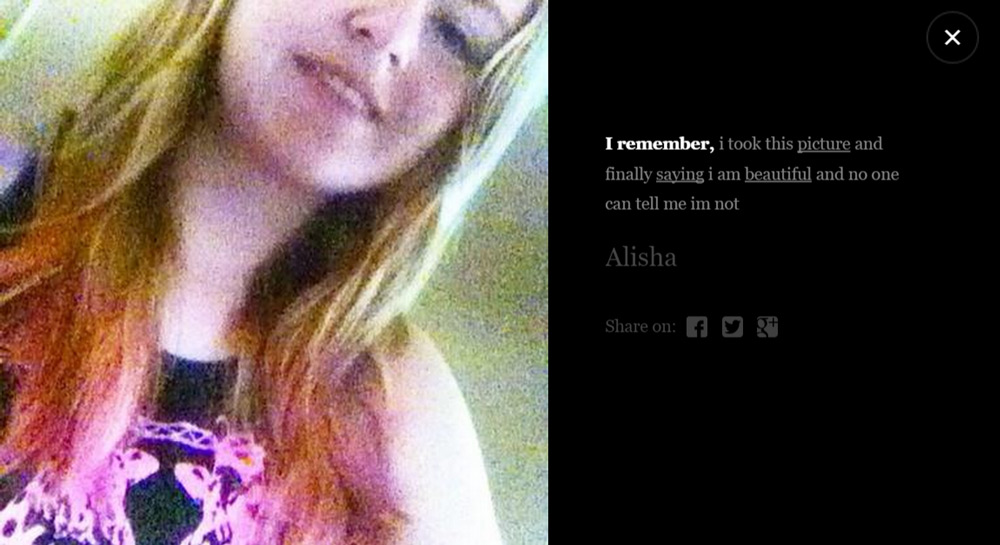 I remember, i took this picture and
finally saying i am beautiful and no one
can tell me im not
Alisha
Share on: